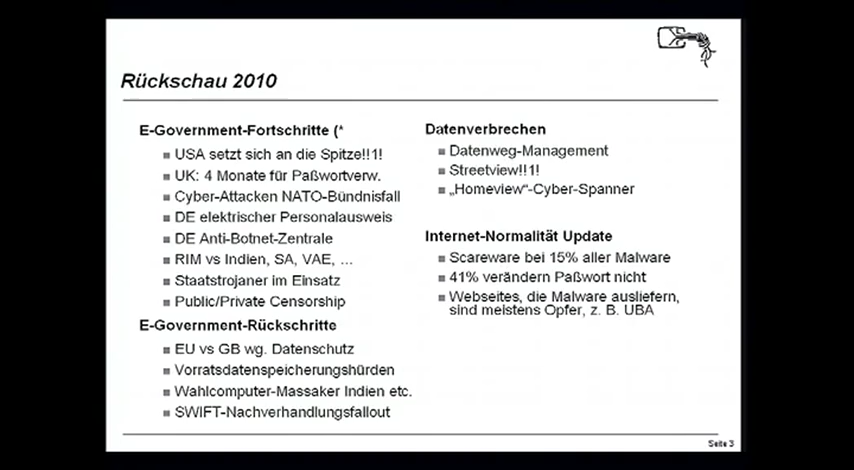 Rückschau 2010
E-Government-Fortschritte (*
USA setzt sich an die Spitze!!1!
UK: 4 Monate für Paßwortverw.
Cyber-Attacken NATO-Bündnisfall
DE elektrischer Personalausweis
DE Anti-Botnet-Zentrale
RIM vs Indien, SA, VAE, ...
Staatstrojaner im Einsatz
Public/Private Censorship
E-Government-Rückschritte
EU vs GB wg. Datenschutz
Vorratsdatenspeicherungshürden
Wahlcomputer-Massaker Indien etc.
SWIFT-Nachverhandlungsfallout
Datenverbrechen
Datenweg-Management
Streetview!!1!
„Homeview“-Cyber-Spanner
Internet-Normalität Update
Scareware bei 15% aller Malware
41% verändern Paßwort nicht
Webseites, die Malware ausliefern,
sind meistens Opfer, z. B. UBA
Seite 3